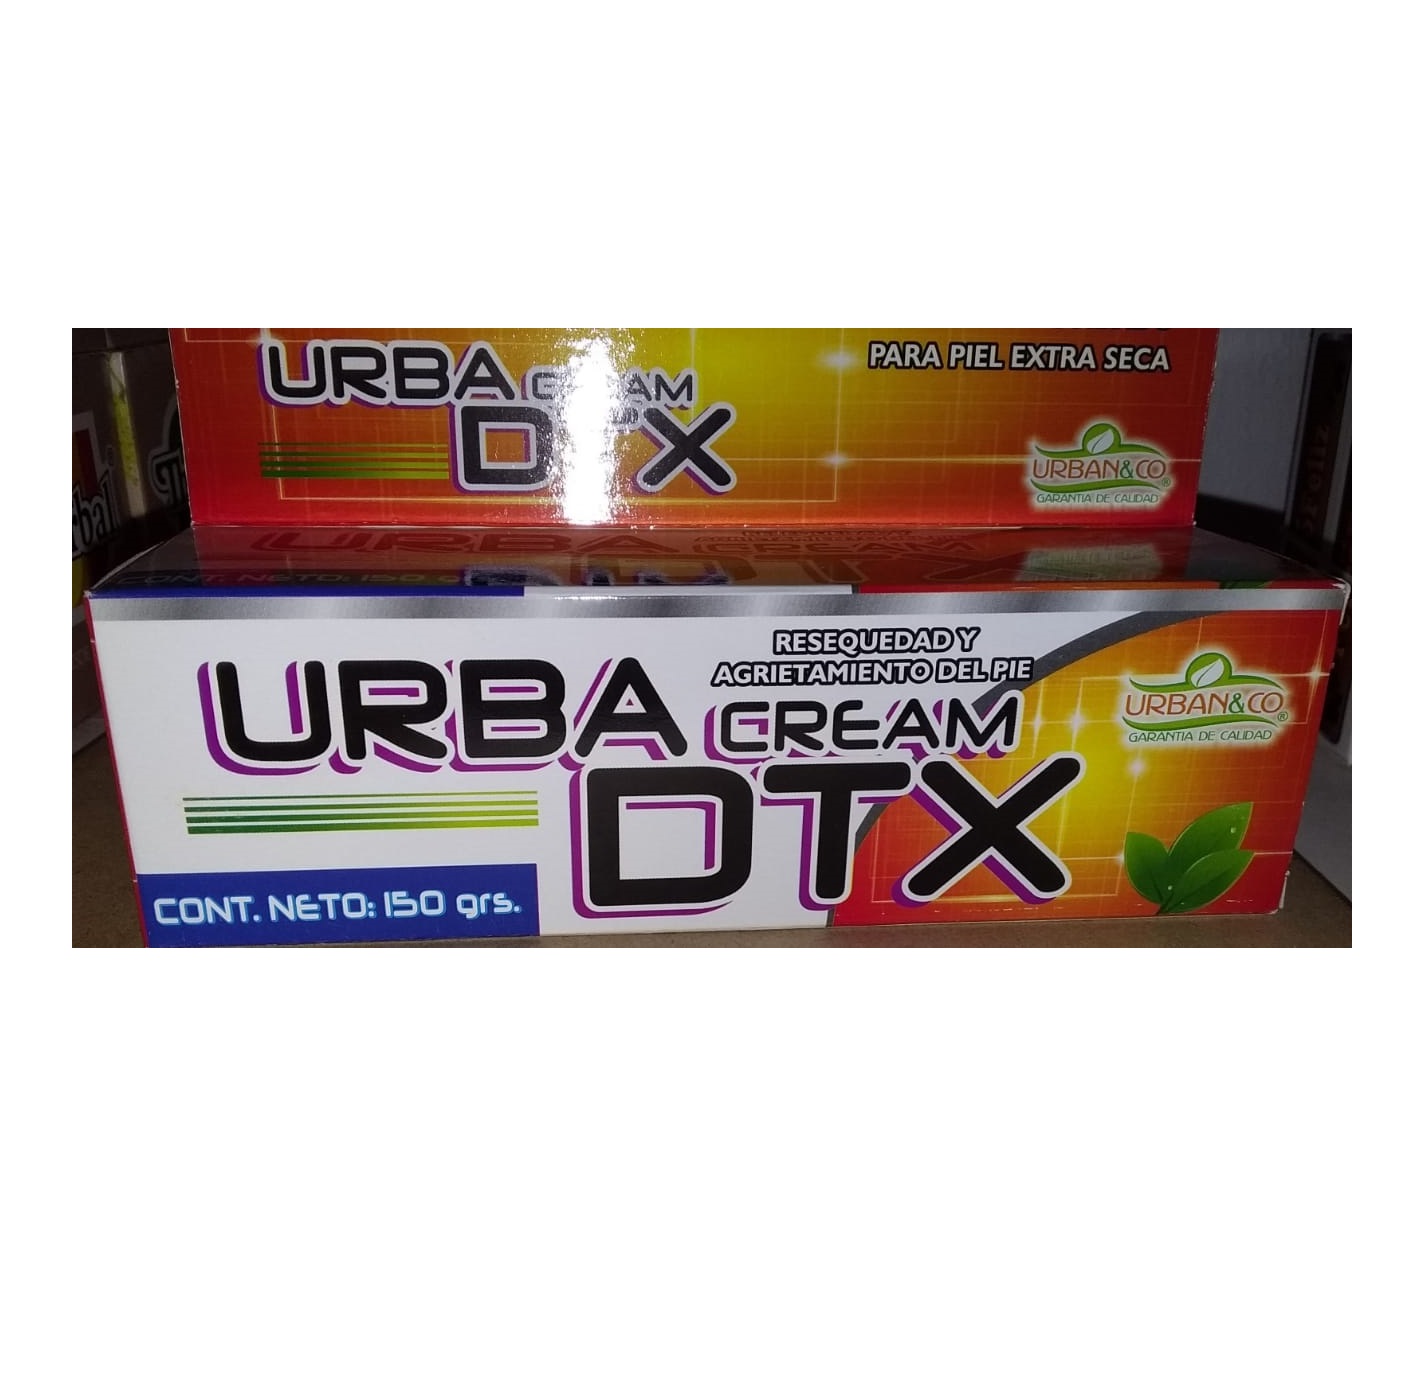 PARA PIEL EXTRA SECA
URBA CREAM
DTX
URBAN&CO®
GARANTIA DE CALIDAD
RESEQUEDAD Y
AGRIETAMIENTO DEL PIE
URBA CREAM
DTX
URBAN&CO®
GARANTIA DE CALIDAD
CONT. NETO: 150 grs.